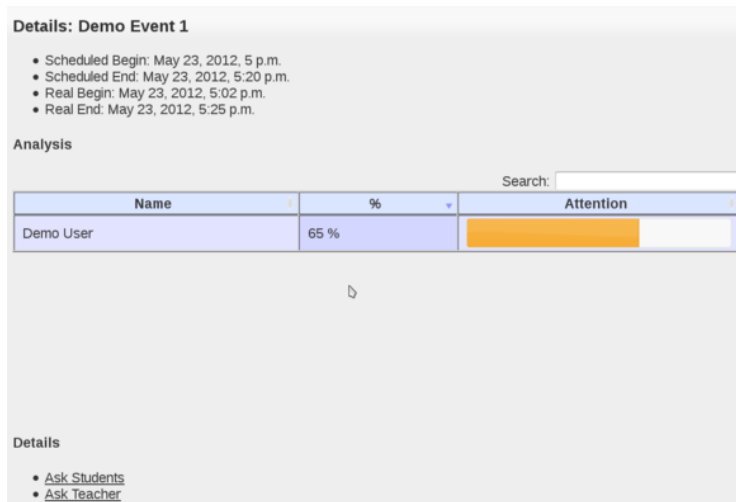 Details: Demo Event 1
Scheduled Begin: May 23, 2012, 5 p.m.
Scheduled End: May 23, 2012, 5:20 p.m.
Real Begin: May 23, 2012, 5:02 p.m.
Real End: May 23, 2012, 5:25 p.m.
Analysis
Search:
Name % Attention
Demo User 65 %
Details
Ask Students
Ask Teacher